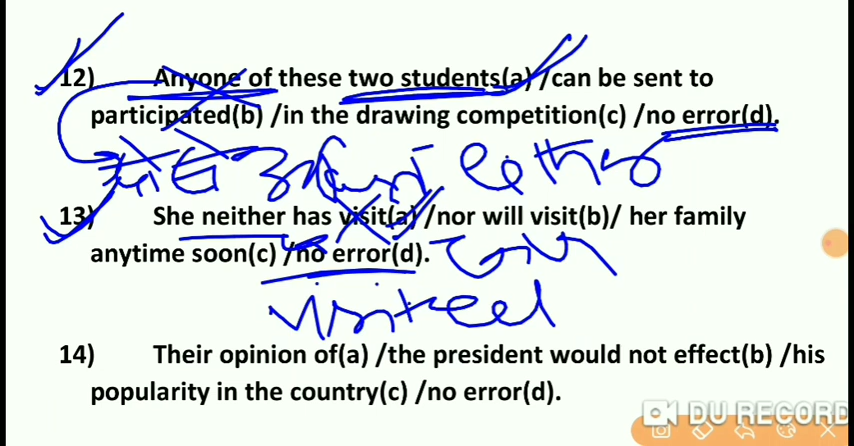 12) Anyone of these two students(a) /can be sent to
participated(b) /in the drawing competition(c) /no error(d).
13) She neither has visit(a) /nor will visit(b)/ her family
anytime soon(c) /no error(d).
visited
14) Their opinion of(a) /the president would not effect(b) /his
popularity in the country(c) /no error(d).
DU RECORD